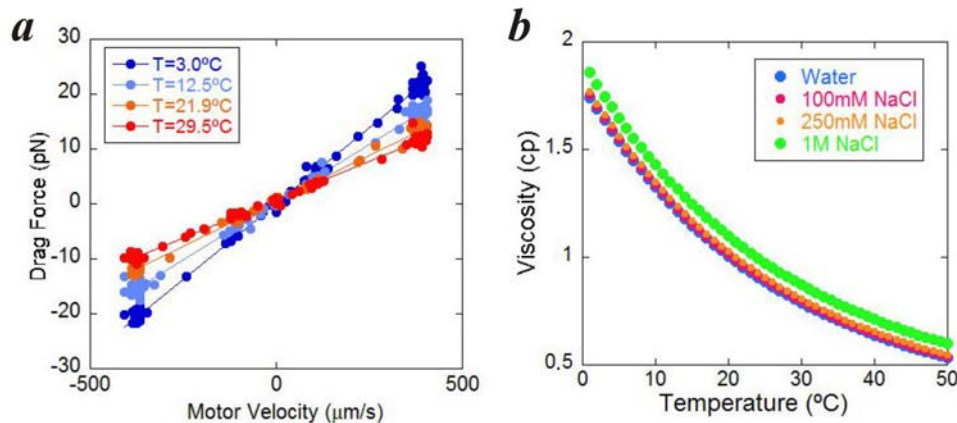 a
30
20
10
0
-10
-20
-30
Drag Force (pN)
T=3.0ºC
T=12.5ºC
T=21.9ºC
T=29.5ºC
-500
0
500
Motor Velocity (μm/s)
b
2
1.5
1
0.5
Viscosity (cp)
Water
100mM NaCl
250mM NaCl
1M NaCl
0
10
20
30
40
50
Temperature (ºC)